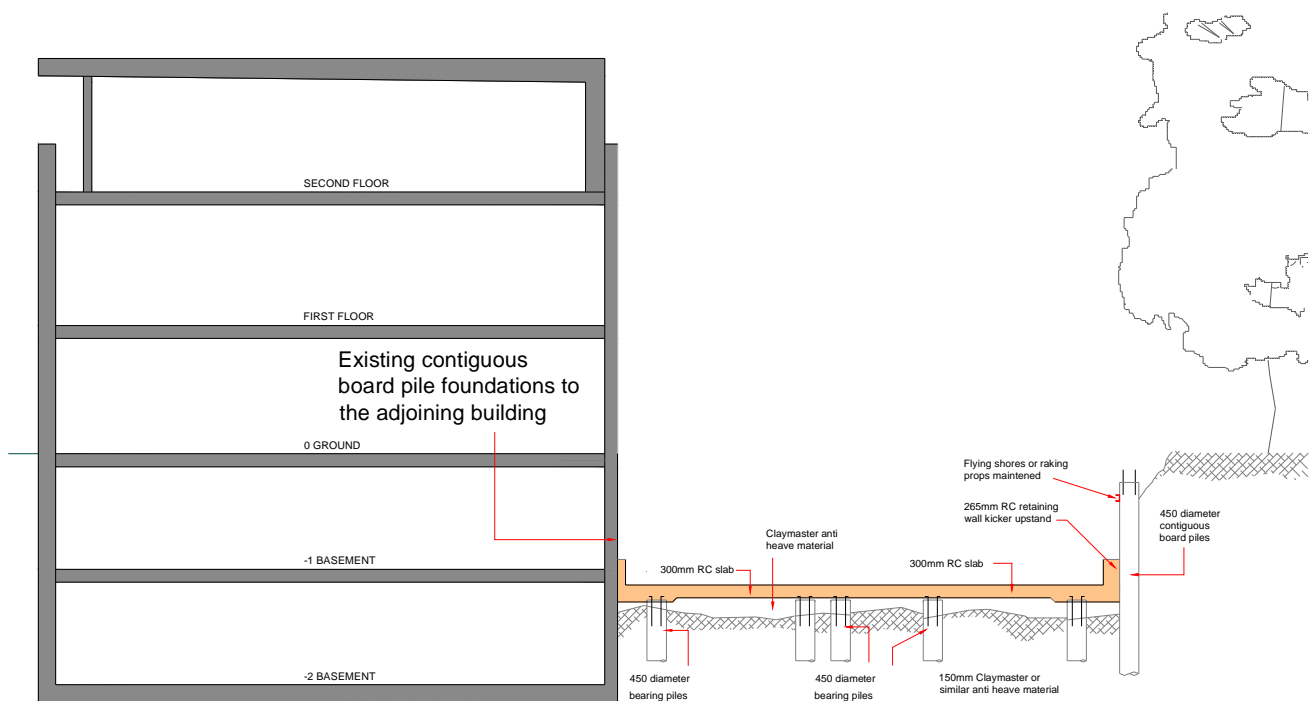 SECOND FLOOR
FIRST FLOOR
Existing contiguous
board pile foundations to
the adjoining building
0 GROUND
-1 BASEMENT
-2 BASEMENT
Claymaster anti
heave material
300mm RC slab
300mm RC slab
Flying shores or raking
props maintened
265mm RC retaining
wall kicker upstand
450 diameter
contiguous
board piles
450 diameter
bearing piles
450 diameter
bearing piles
150mm Claymaster or
similar anti heave material